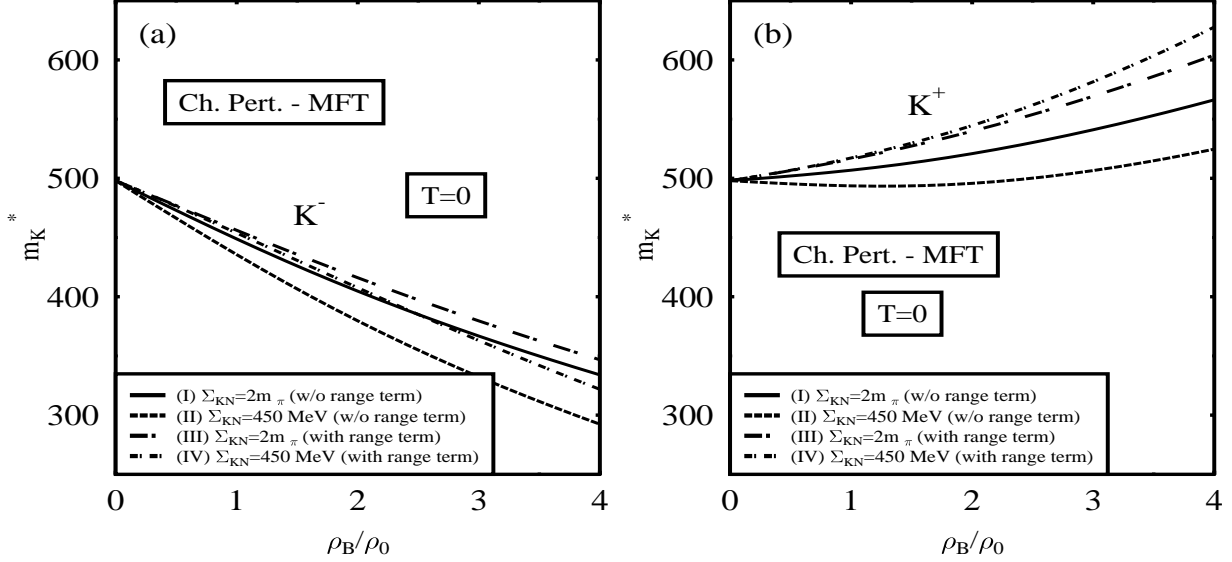 (a)
600
Ch. Pert. - MFT
500
T=0
K⁻
m_K*
400
300
(I) Σ_KN=2m_π (w/o range term)
(II) Σ_KN=450 MeV (w/o range term)
(III) Σ_KN=2m_π (with range term)
(IV) Σ_KN=450 MeV (with range term)
0 1 2 3 4
ρ_B/ρ_0
(b)
600
K⁺
500
m_K*
Ch. Pert. - MFT
400
T=0
300
(I) Σ_KN=2m_π (w/o range term)
(II) Σ_KN=450 MeV (w/o range term)
(III) Σ_KN=2m_π (with range term)
(IV) Σ_KN=450 MeV (with range term)
0 1 2 3 4
ρ_B/ρ_0